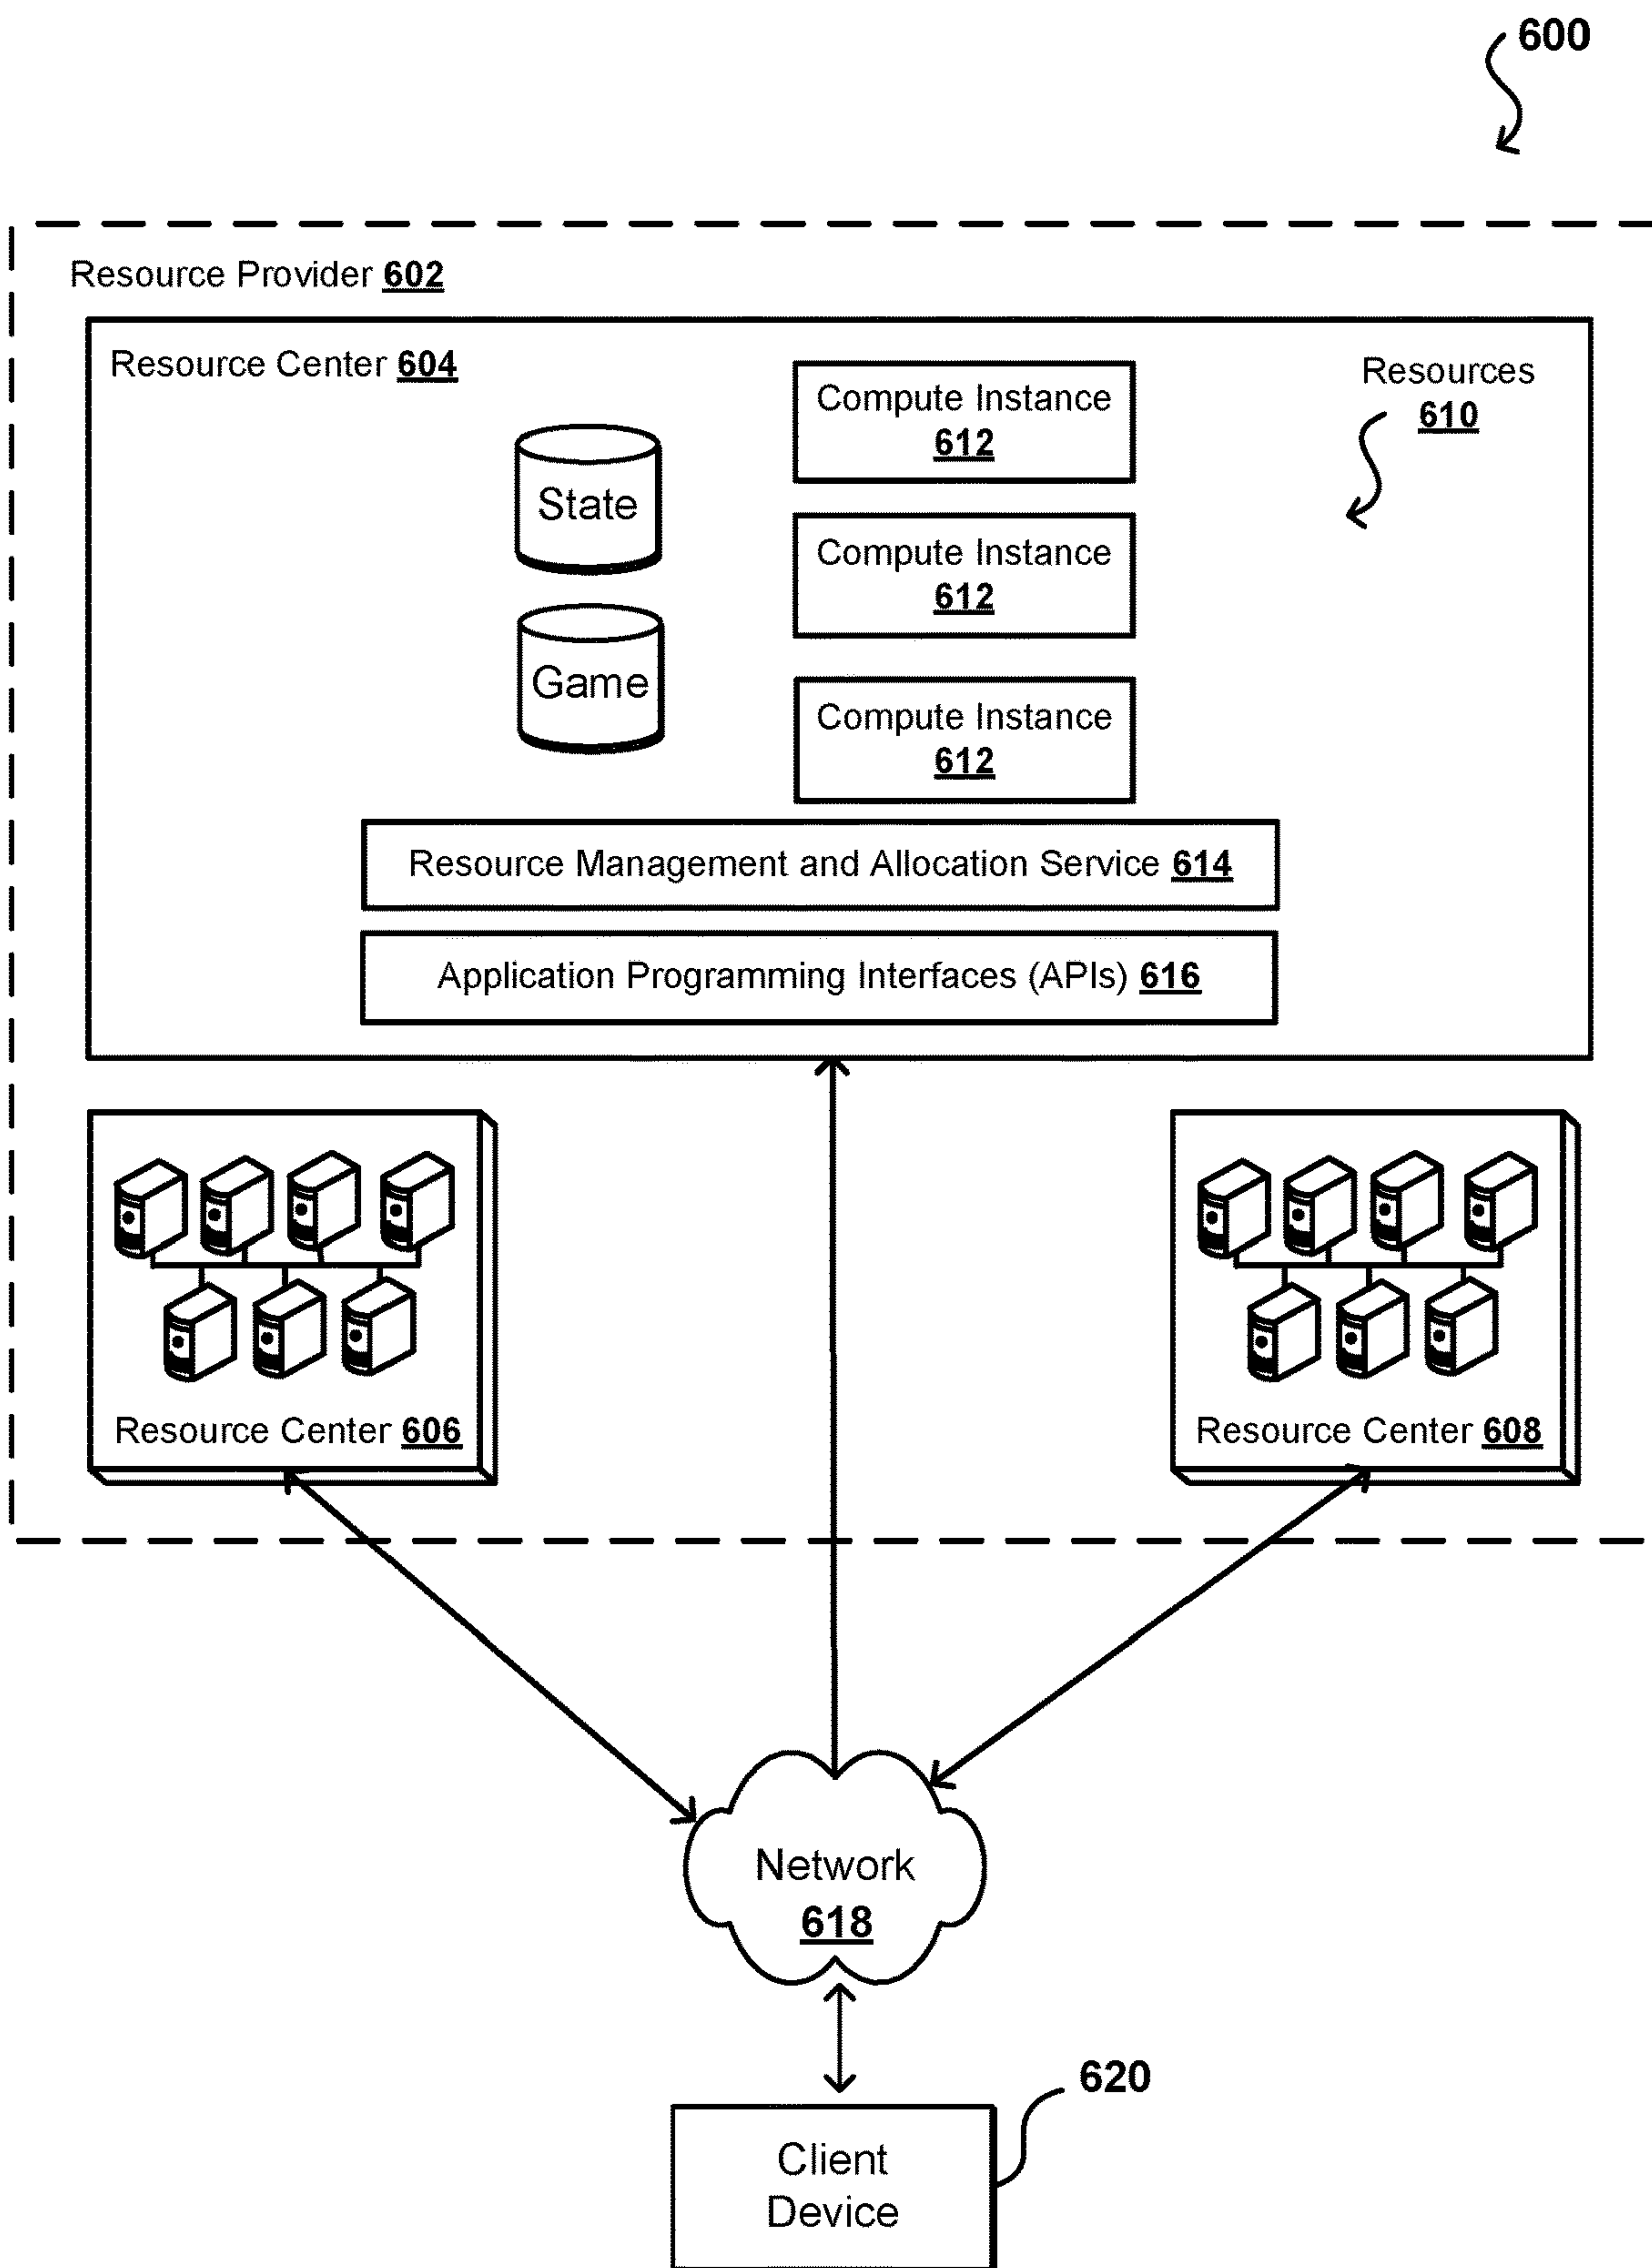 600
Resource Provider 602
Resource Center 604
Resources
610
Compute Instance
612
State
Compute Instance
612
Game
Compute Instance
612
Resource Management and Allocation Service 614
Application Programming Interfaces (APIs) 616
Resource Center 606
Resource Center 608
Network
618
620
Client
Device